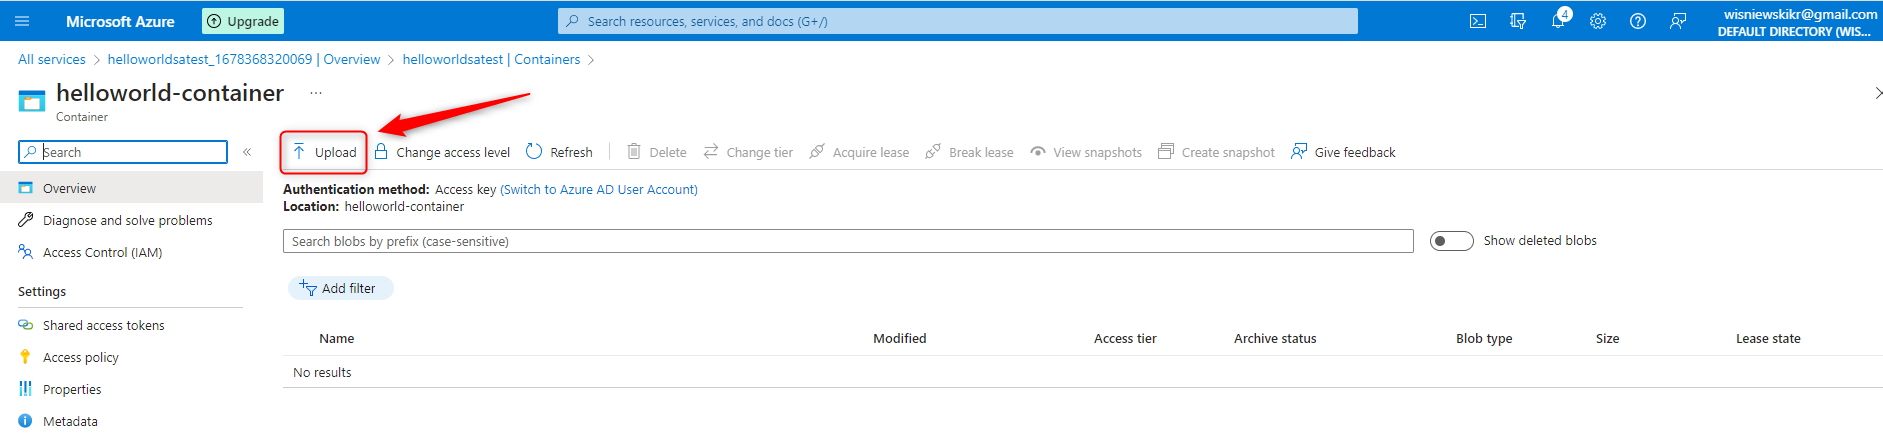 Microsoft Azure Upgrade Search resources, services, and docs (G+/) 4 wisniewskikr@gmail.com
DEFAULT DIRECTORY (WIS...
All services > helloworldsatest_1678368320069 | Overview > helloworldsatest | Containers >
helloworld-container ...
Container
Search «
Upload Change access level Refresh Delete Change tier Acquire lease Break lease View snapshots Create snapshot Give feedback
Overview
Diagnose and solve problems
Access Control (IAM)
Settings
Shared access tokens
Access policy
Properties
Metadata
Authentication method: Access key (Switch to Azure AD User Account)
Location: helloworld-container
Search blobs by prefix (case-sensitive) Show deleted blobs
Add filter
Name Modified Access tier Archive status Blob type Size Lease state
No results